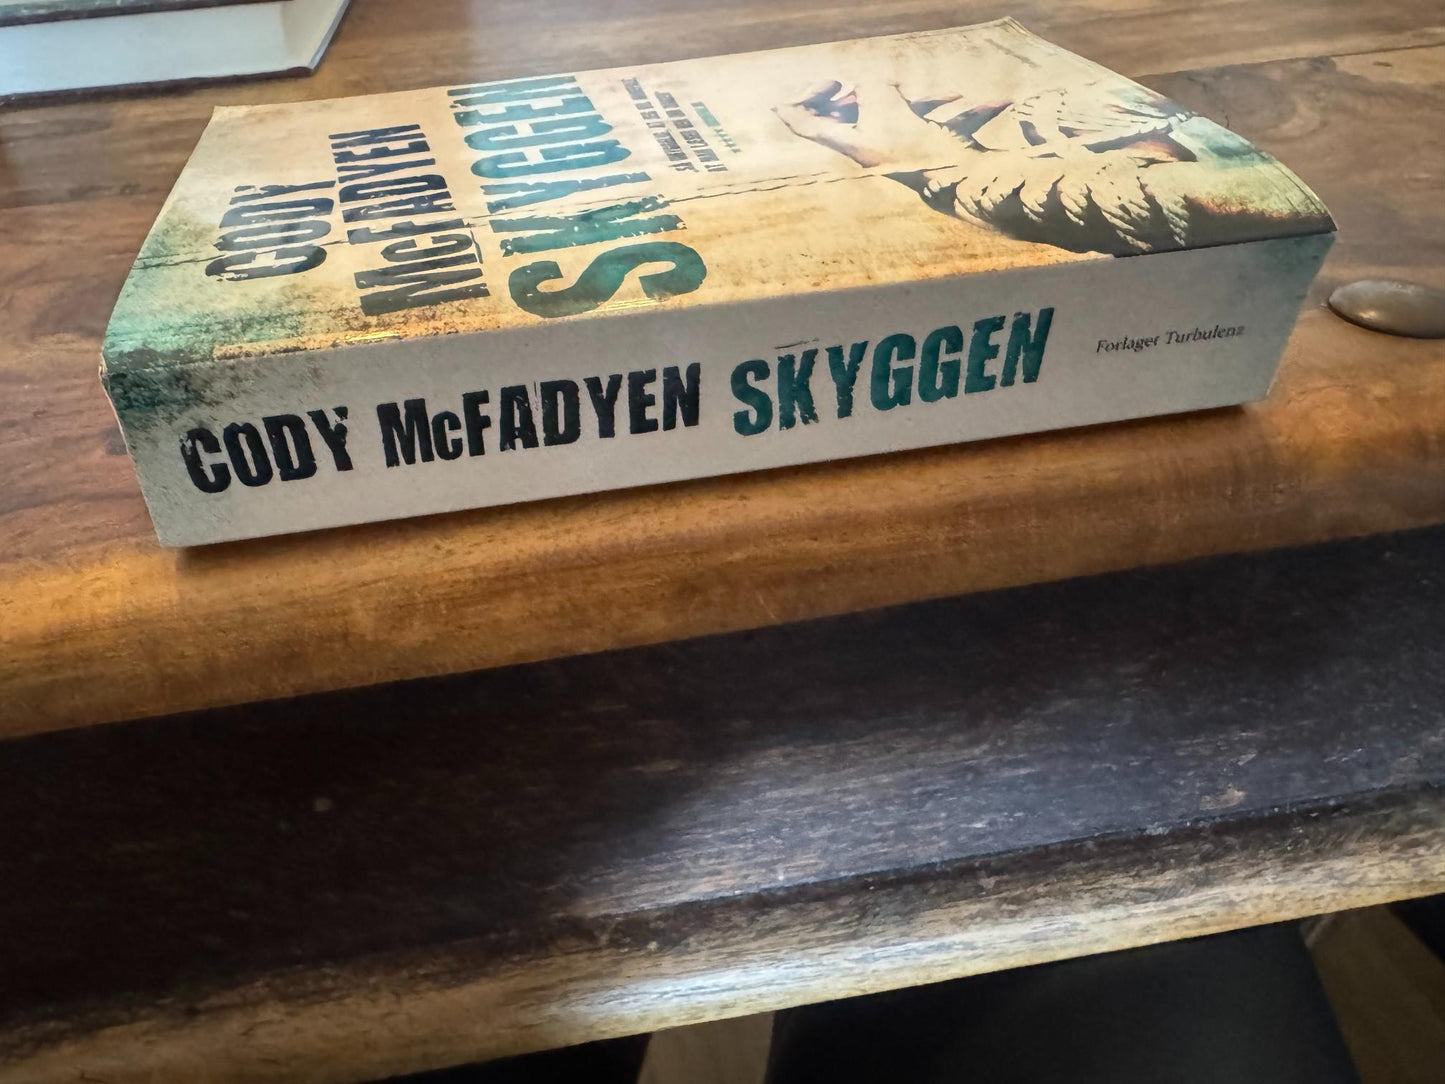 CODY
McFADYEN
SKYGGEN
CODY McFADYEN SKYGGEN Forlaget Turbulenz